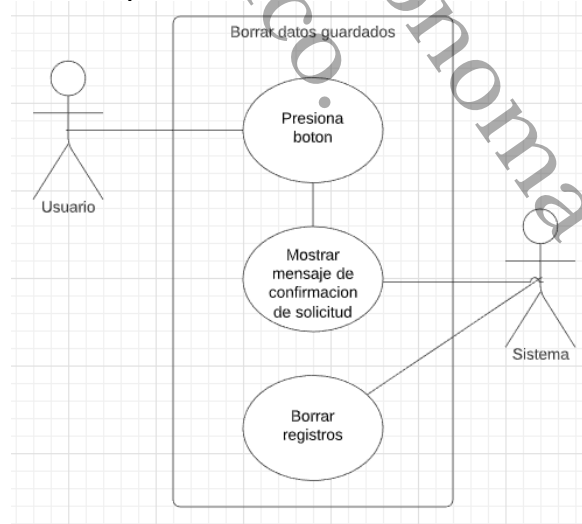 Borrar datos guardados
Presiona
boton
Usuario
Mostrar
mensaje de
confirmacion
de solicitud
Sistema
Borrar
registros